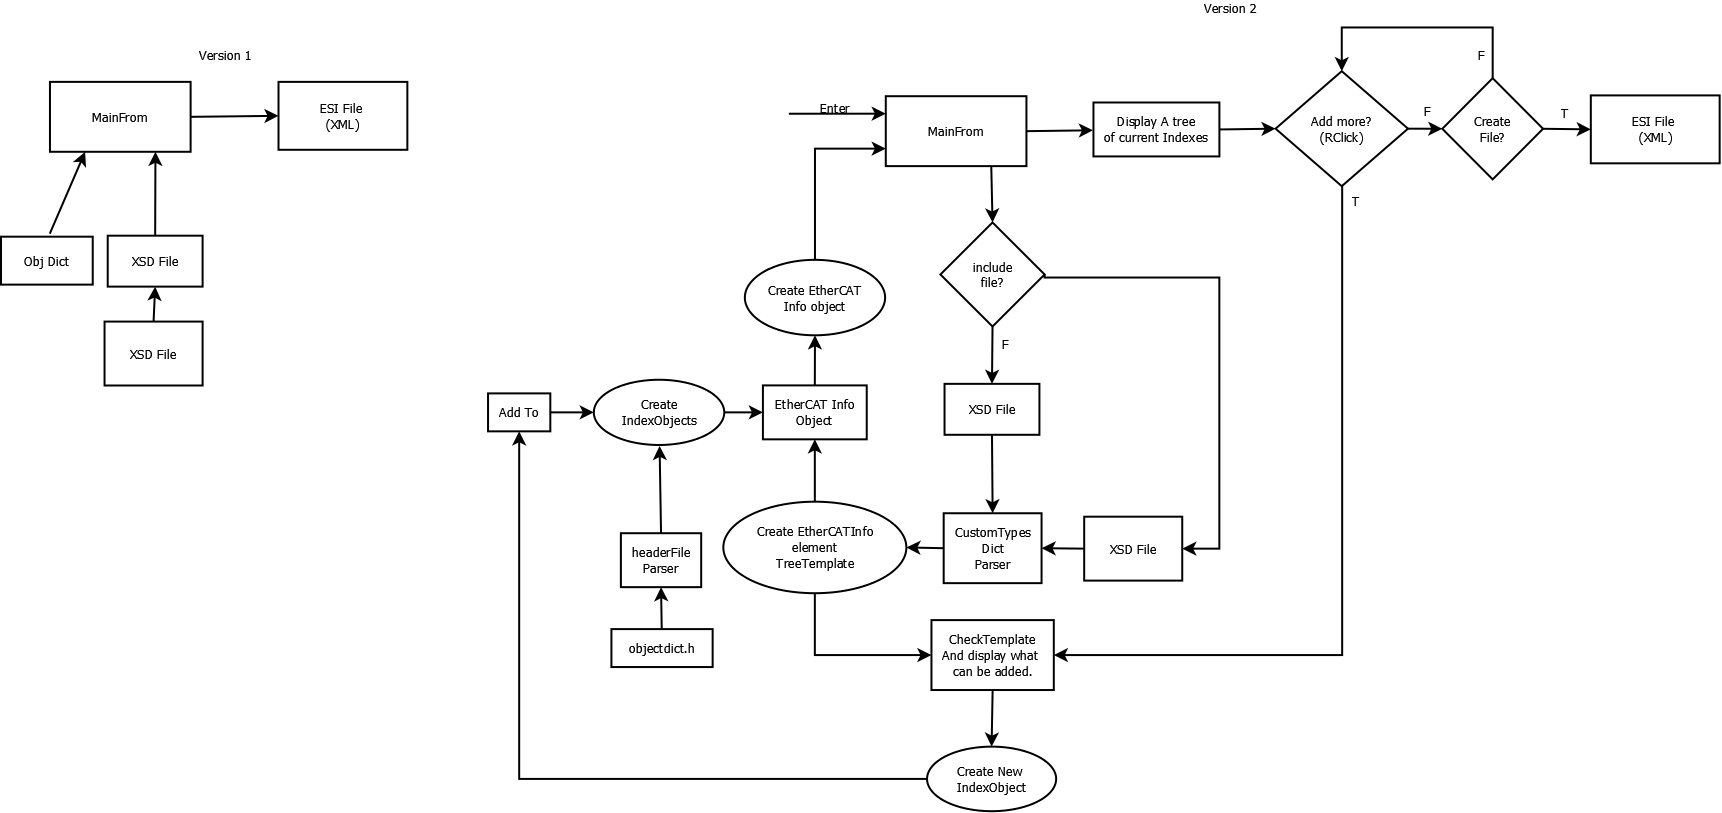 Version 1
MainFrom
ESI File
(XML)
Obj Dict
XSD File
XSD File
Version 2
Enter
MainFrom
Display A tree
of current Indexes
Add more?
(RClick)
F
F
T
Create
File?
T
ESI File
(XML)
include
file?
F
Create EtherCAT
Info object
XSD File
Add To
Create
IndexObjects
EtherCAT Info
Object
Create EtherCATInfo
element
TreeTemplate
CustomTypes
Dict
Parser
XSD File
headerFile
Parser
objectdict.h
CheckTemplate
And display what
can be added.
Create New
IndexObject